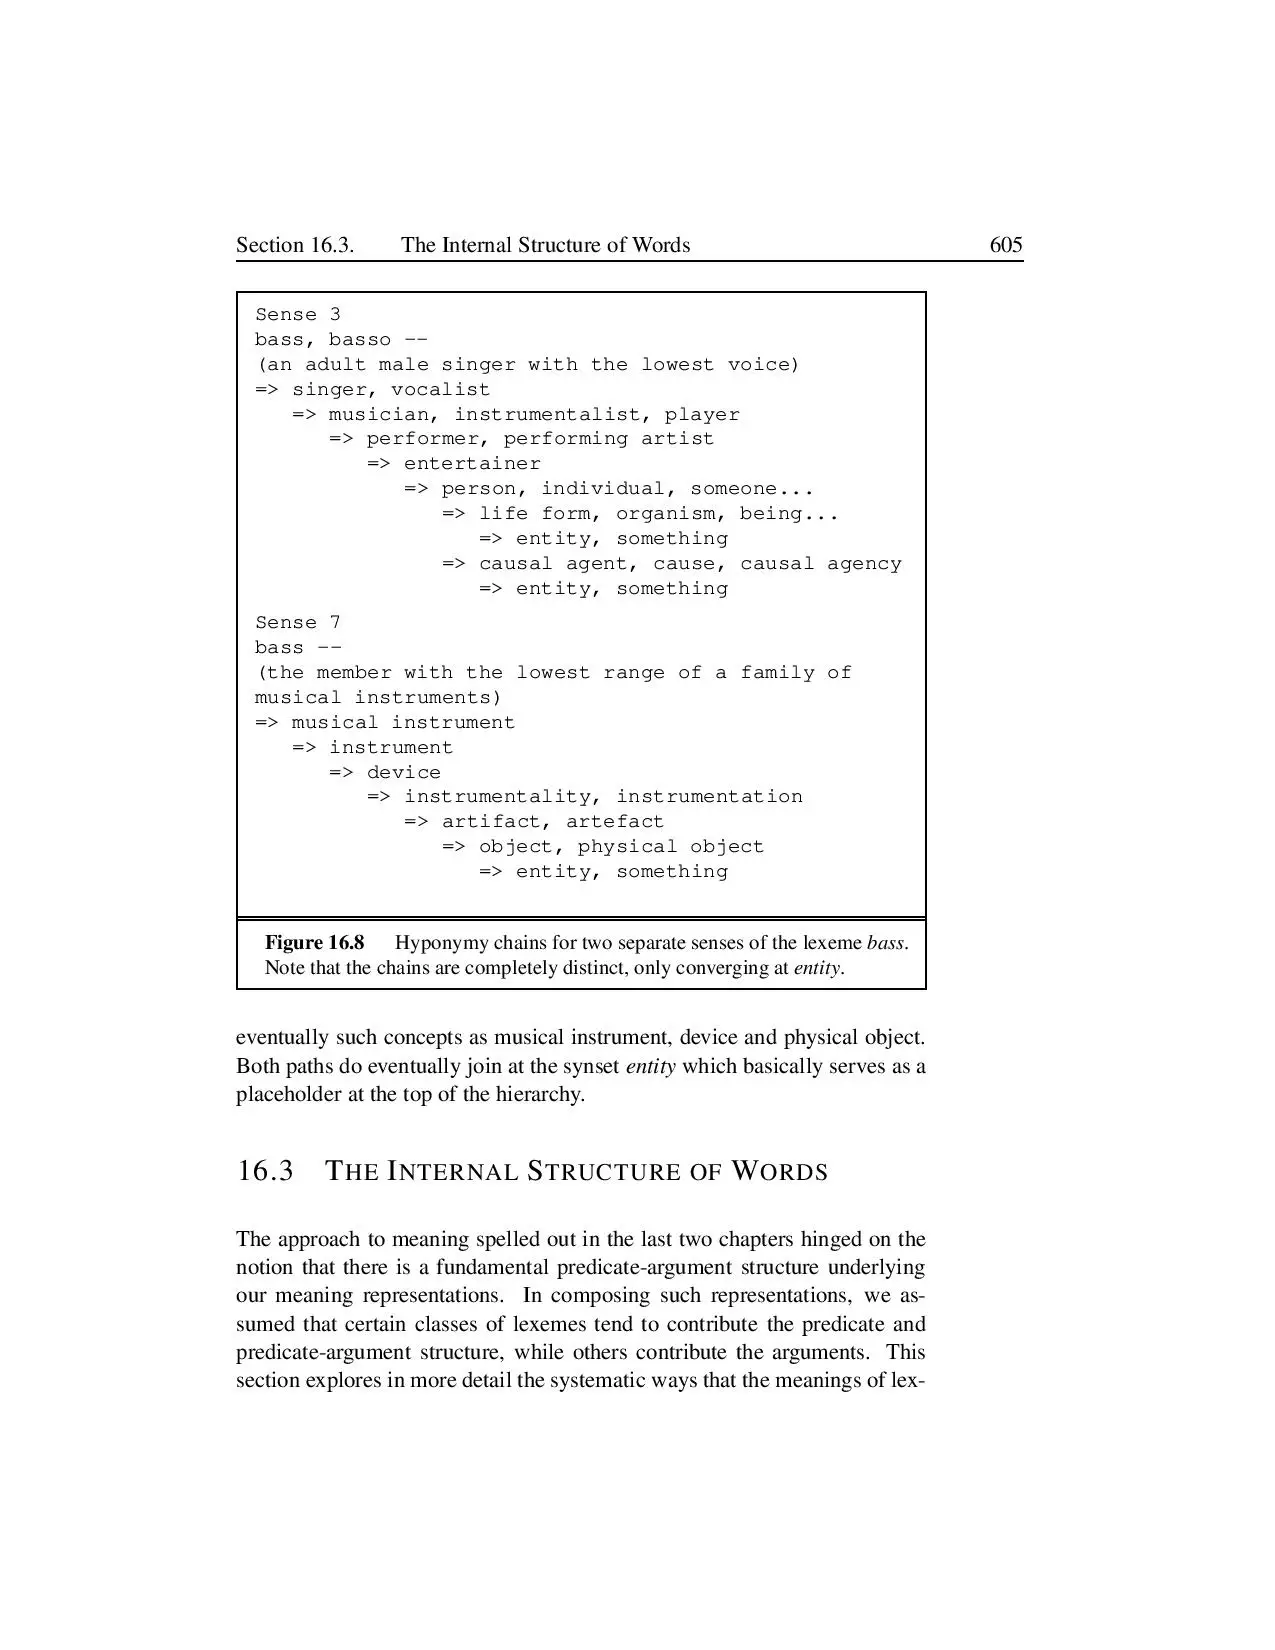 Section 16.3. The Internal Structure of Words 605
Sense 3
bass, basso --
(an adult male singer with the lowest voice)
=> singer, vocalist
=> musician, instrumentalist, player
=> performer, performing artist
=> entertainer
=> person, individual, someone...
=> life form, organism, being...
=> entity, something
=> causal agent, cause, causal agency
=> entity, something
Sense 7
bass --
(the member with the lowest range of a family of
musical instruments)
=> musical instrument
=> instrument
=> device
=> instrumentality, instrumentation
=> artifact, artefact
=> object, physical object
=> entity, something
Figure 16.8 Hyponymy chains for two separate senses of the lexeme bass.
Note that the chains are completely distinct, only converging at entity.
eventually such concepts as musical instrument, device and physical object.
Both paths do eventually join at the synset entity which basically serves as a
placeholder at the top of the hierarchy.
16.3 THE INTERNAL STRUCTURE OF WORDS
The approach to meaning spelled out in the last two chapters hinged on the
notion that there is a fundamental predicate-argument structure underlying
our meaning representations. In composing such representations, we as-
sumed that certain classes of lexemes tend to contribute the predicate and
predicate-argument structure, while others contribute the arguments. This
section explores in more detail the systematic ways that the meanings of lex-